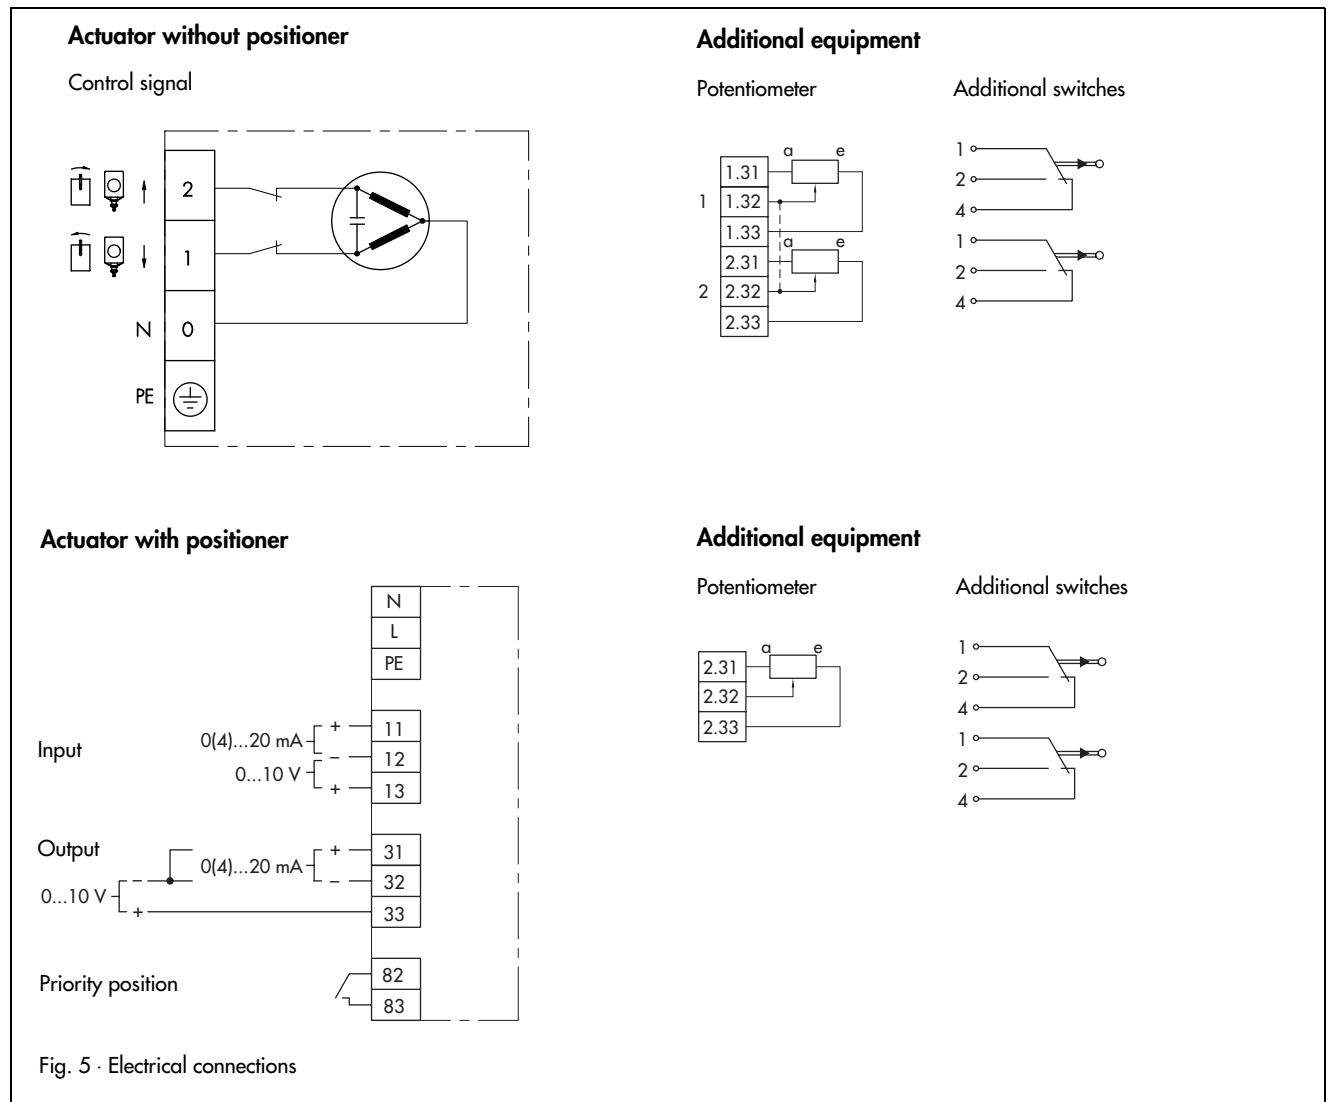 Actuator without positioner
Control signal
2
1
N 0
PE
Additional equipment
Potentiometer
a e
1.31
1 1.32
1.33
a e
2.31
2 2.32
2.33
Additional switches
1
2
4
1
2
4
Actuator with positioner
N
L
PE
Input
0(4)...20 mA + 11
− 12
0...10 V + 13
Output
0(4)...20 mA + 31
− 32
0...10 V − + 33
Priority position
82
83
Additional equipment
Potentiometer
a e
2.31
2.32
2.33
Additional switches
1
2
4
1
2
4
Fig. 5 · Electrical connections